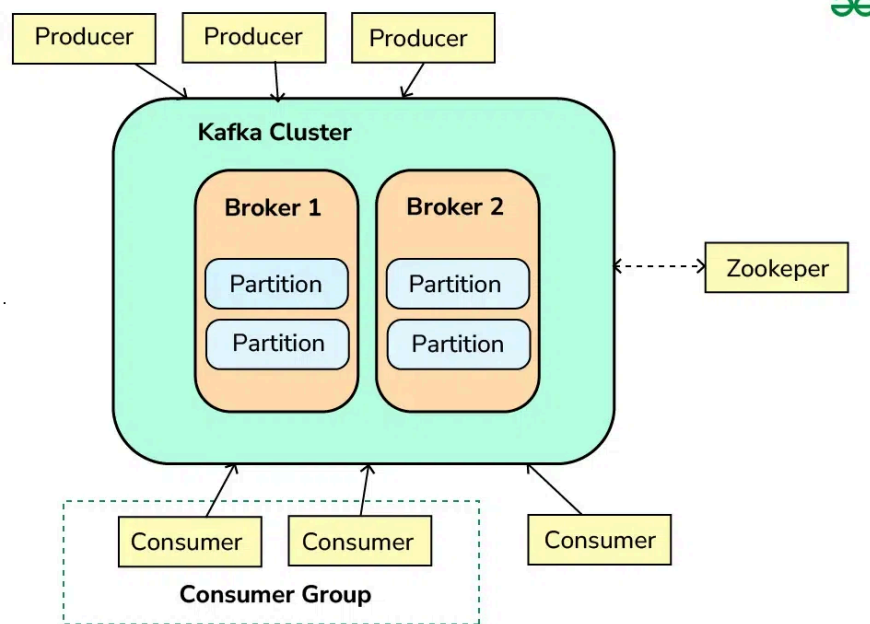 Producer
Producer
Producer
Kafka Cluster
Broker 1
Broker 2
Partition
Partition
Partition
Partition
Zookeper
.
Consumer
Consumer
Consumer
Consumer Group